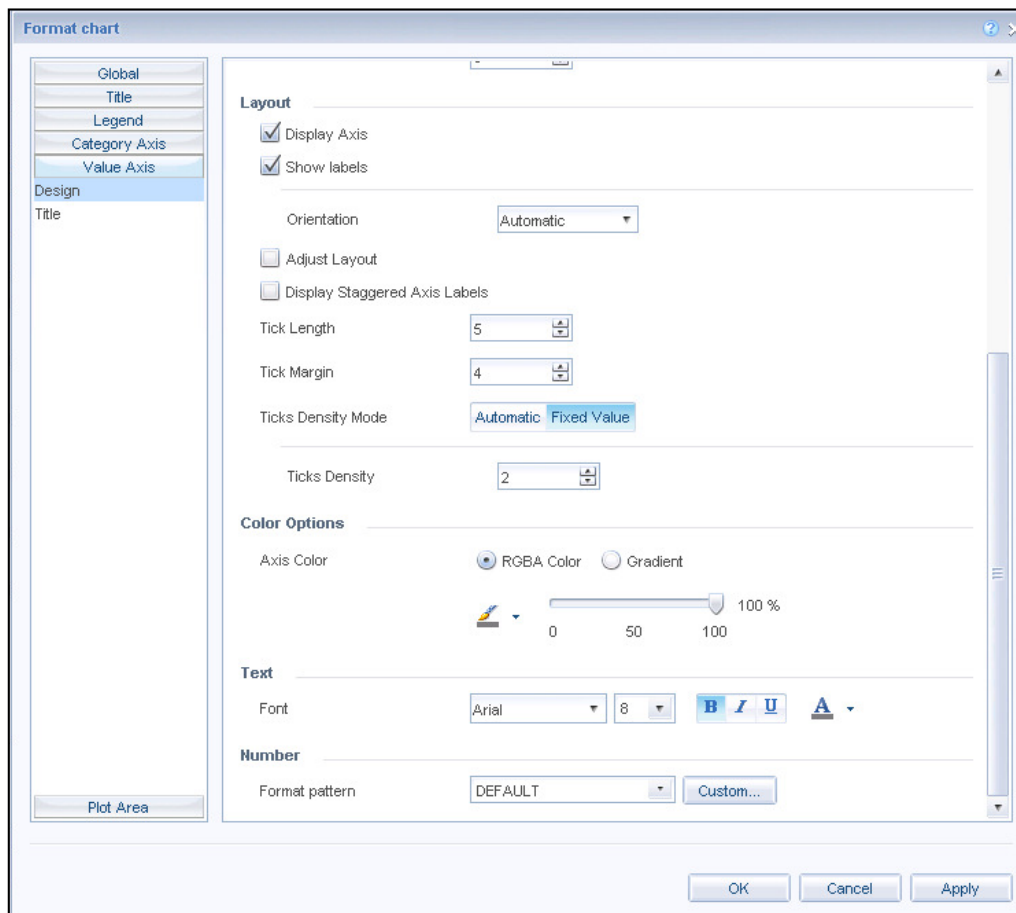 Format chart
Global
Title
Legend
Category Axis
Value Axis
Design
Title
Plot Area
Layout
Display Axis
Show labels
Orientation Automatic
Adjust Layout
Display Staggered Axis Labels
Tick Length 5
Tick Margin 4
Ticks Density Mode Automatic Fixed Value
Ticks Density 2
Color Options
Axis Color RGBA Color Gradient
100 %
0 50 100
Text
Font Arial 8 B I U A
Number
Format pattern DEFAULT Custom...
OK Cancel Apply